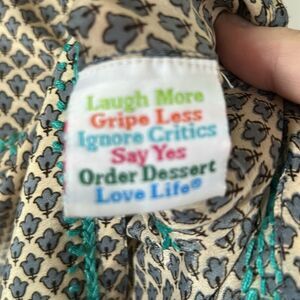 Laugh More
Gripe Less
Ignore Critics
Say Yes
Order Dessert
Love Life®